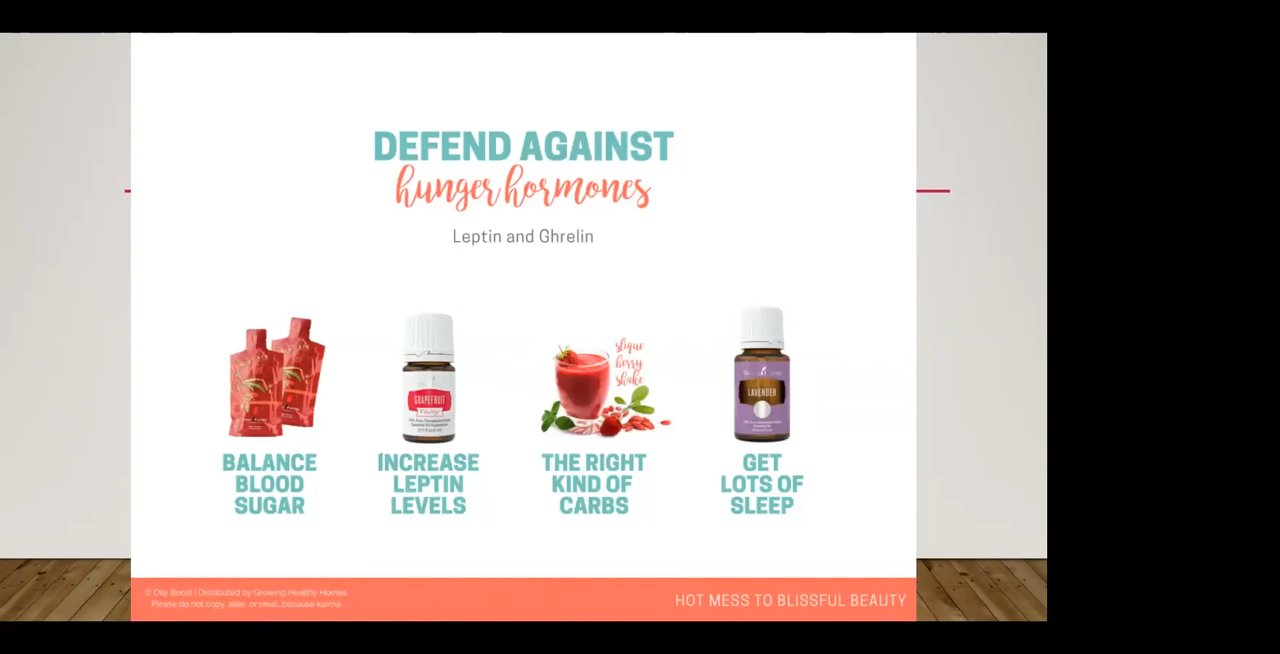 DEFEND AGAINST
hunger hormones
Leptin and Ghrelin
slique
berry
shake
GRAPEFRUIT
Vitality
LAVENDER
BALANCE
BLOOD
SUGAR
INCREASE
LEPTIN
LEVELS
THE RIGHT
KIND OF
CARBS
GET
LOTS OF
SLEEP
© Oily Boost | Distributed by Growing Healthy Homes
Please do not copy, alter, or steal...because karma.
HOT MESS TO BLISSFUL BEAUTY